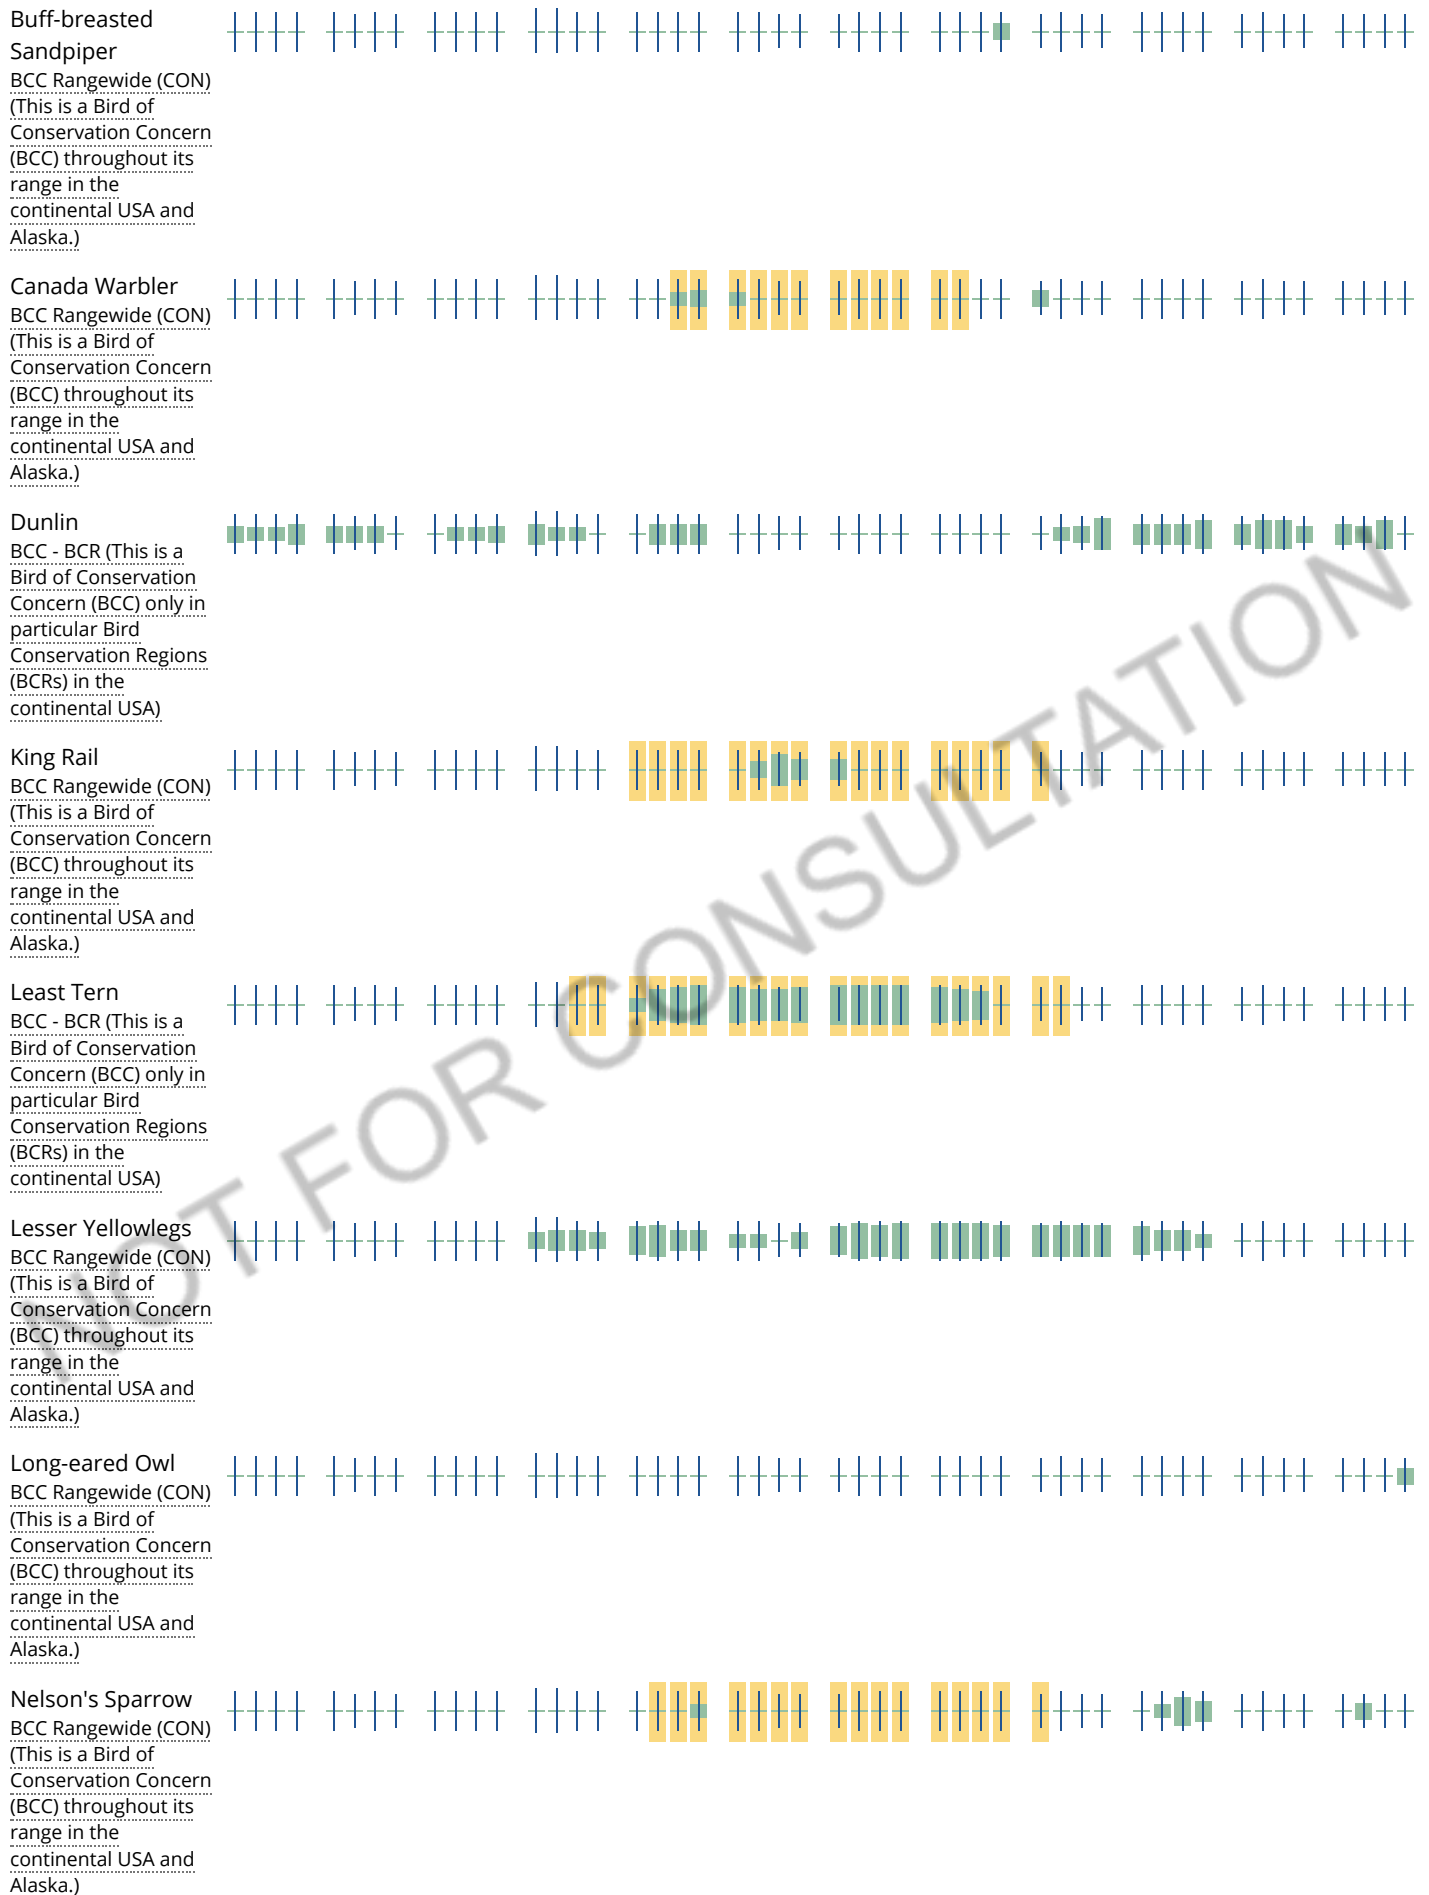 Buff-breasted
Sandpiper
BCC Rangewide (CON)
(This is a Bird of
Conservation Concern
(BCC) throughout its
range in the
continental USA and
Alaska.)
Canada Warbler
BCC Rangewide (CON)
(This is a Bird of
Conservation Concern
(BCC) throughout its
range in the
continental USA and
Alaska.)
Dunlin
BCC - BCR (This is a
Bird of Conservation
Concern (BCC) only in
particular Bird
Conservation Regions
(BCRs) in the
continental USA)
King Rail
BCC Rangewide (CON)
(This is a Bird of
Conservation Concern
(BCC) throughout its
range in the
continental USA and
Alaska.)
Least Tern
BCC - BCR (This is a
Bird of Conservation
Concern (BCC) only in
particular Bird
Conservation Regions
(BCRs) in the
continental USA)
Lesser Yellowlegs
BCC Rangewide (CON)
(This is a Bird of
Conservation Concern
(BCC) throughout its
range in the
continental USA and
Alaska.)
Long-eared Owl
BCC Rangewide (CON)
(This is a Bird of
Conservation Concern
(BCC) throughout its
range in the
continental USA and
Alaska.)
Nelson's Sparrow
BCC Rangewide (CON)
(This is a Bird of
Conservation Concern
(BCC) throughout its
range in the
continental USA and
Alaska.)
NOT FOR CONSULTATION